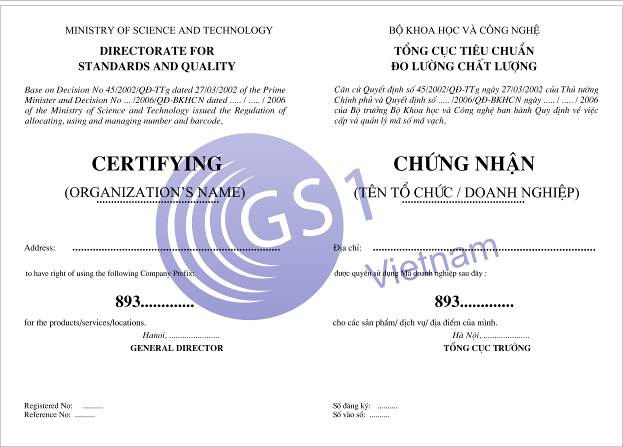 MINISTRY OF SCIENCE AND TECHNOLOGY
DIRECTORATE FOR
STANDARDS AND QUALITY
Base on Decision No 45/2002/QĐ-TTg dated 27/03/2002 of the Prime
Minister and Decision No ... /2006/QĐ-BKHCN dated ..... / ..... / 2006
of the Ministry of Science and Technology issued the Regulation of
allocating, using and managing number and barcode,
CERTIFYING
(ORGANIZATION'S NAME)
Address: ..............................
to have right of using the following Company Prefix:
893.............
for the products/services/locations.
Hanoi, ......................
GENERAL DIRECTOR
Registered No: .........
Reference No: .........
BỘ KHOA HỌC VÀ CÔNG NGHỆ
TỔNG CỤC TIÊU CHUẨN
ĐO LƯỜNG CHẤT LƯỢNG
Căn cứ Quyết định số 45/2002/QĐ-TTg ngày 27/03/2002 của Thủ tướng
Chính phủ và Quyết định số ..... /2006/QĐ-BKHCN ngày ..... / ..... / 2006
của Bộ trưởng Bộ Khoa học và Công nghệ ban hành Quy định về việc
cấp và quản lý mã số mã vạch,
CHỨNG NHẬN
(TÊN TỔ CHỨC / DOANH NGHIỆP)
Địa chỉ: ..............................
được quyền sử dụng Mã doanh nghiệp sau đây :
893.............
cho các sản phẩm/ dịch vụ/ địa điểm của mình.
Hà Nội, ....................
TỔNG CỤC TRƯỞNG
Số đăng ký: .........
Số vào sổ: .........
GS1
Vietnam